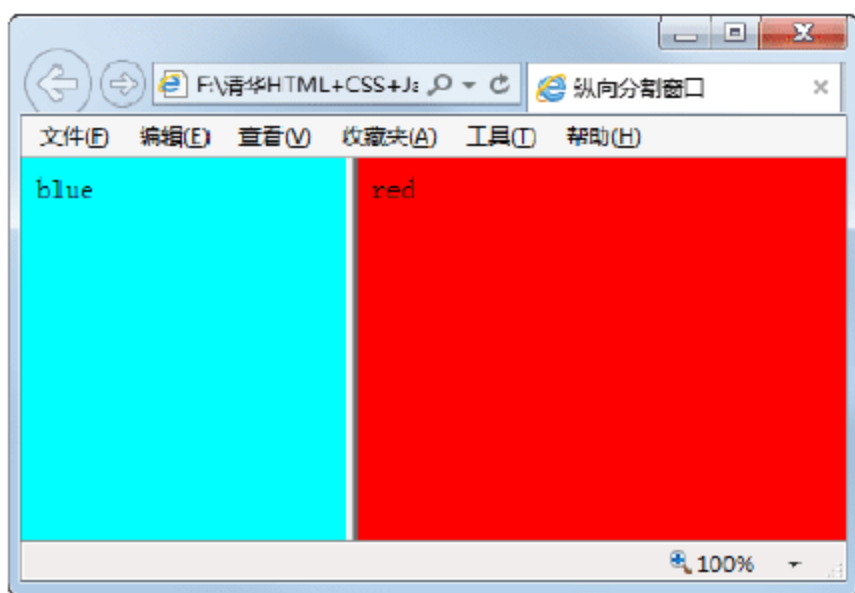 F:\清华HTML+CSS+Ja
纵向分割窗口
文件(F) 编辑(E) 查看(V) 收藏夹(A) 工具(T) 帮助(H)
blue
red
100%